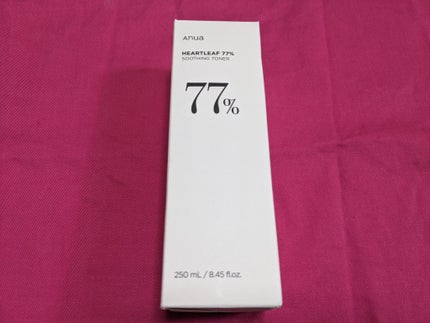 Anua
HEARTLEAF 77%
SOOTHING TONER
77%
250 mL / 8.45 fl.oz.